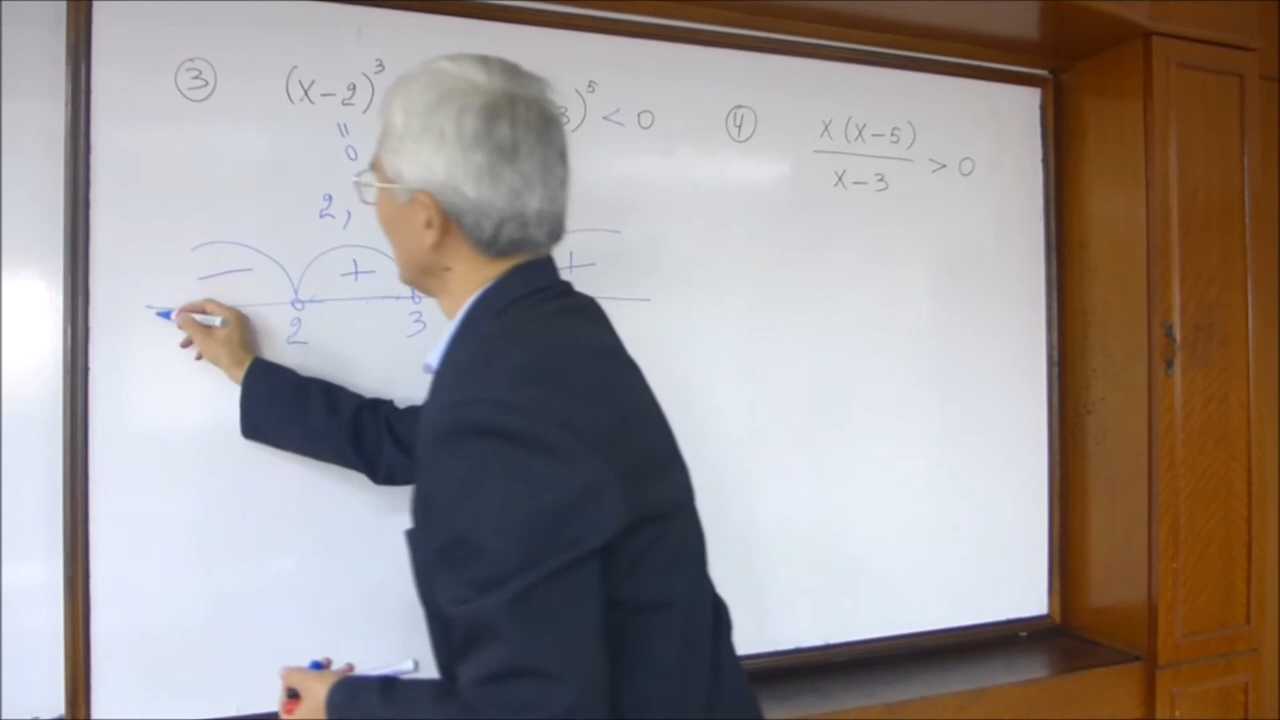 ③ (x-2)³ )⁵ < 0
॥
0
2,
− + +
2 3
④ x(x-5)
x-3 > 0